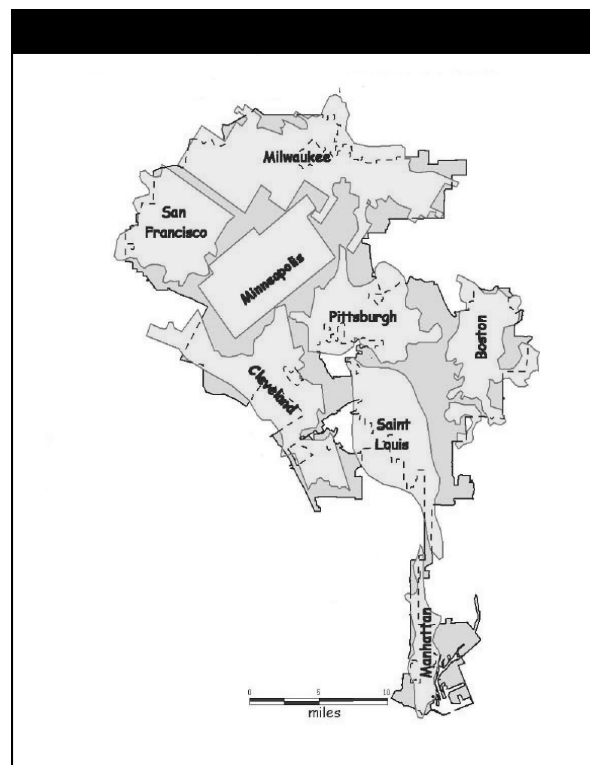 Milwaukee
San
Francisco
Minneapolis
Pittsburgh
Boston
Cleveland
Saint
Louis
Manhattan
0 5 10
miles